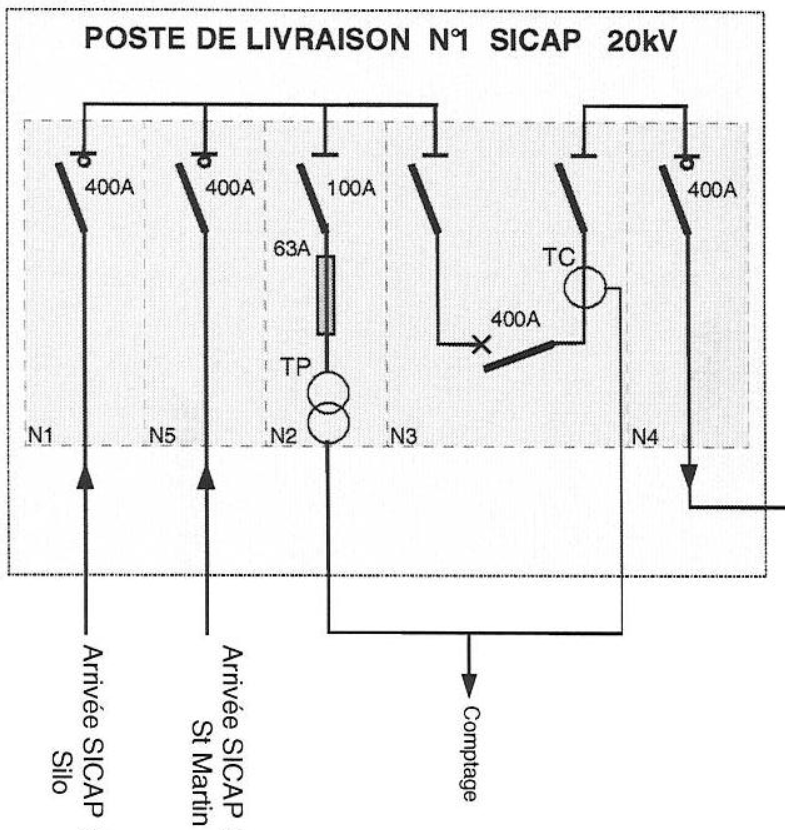 POSTE DE LIVRAISON N°1 SICAP 20kV
400A
400A
100A
400A
63A
TC
400A
TP
N1
N5
N2
N3
N4
Arrivée SICAP
Silo
Arrivée SICAP
St Martin
Comptage